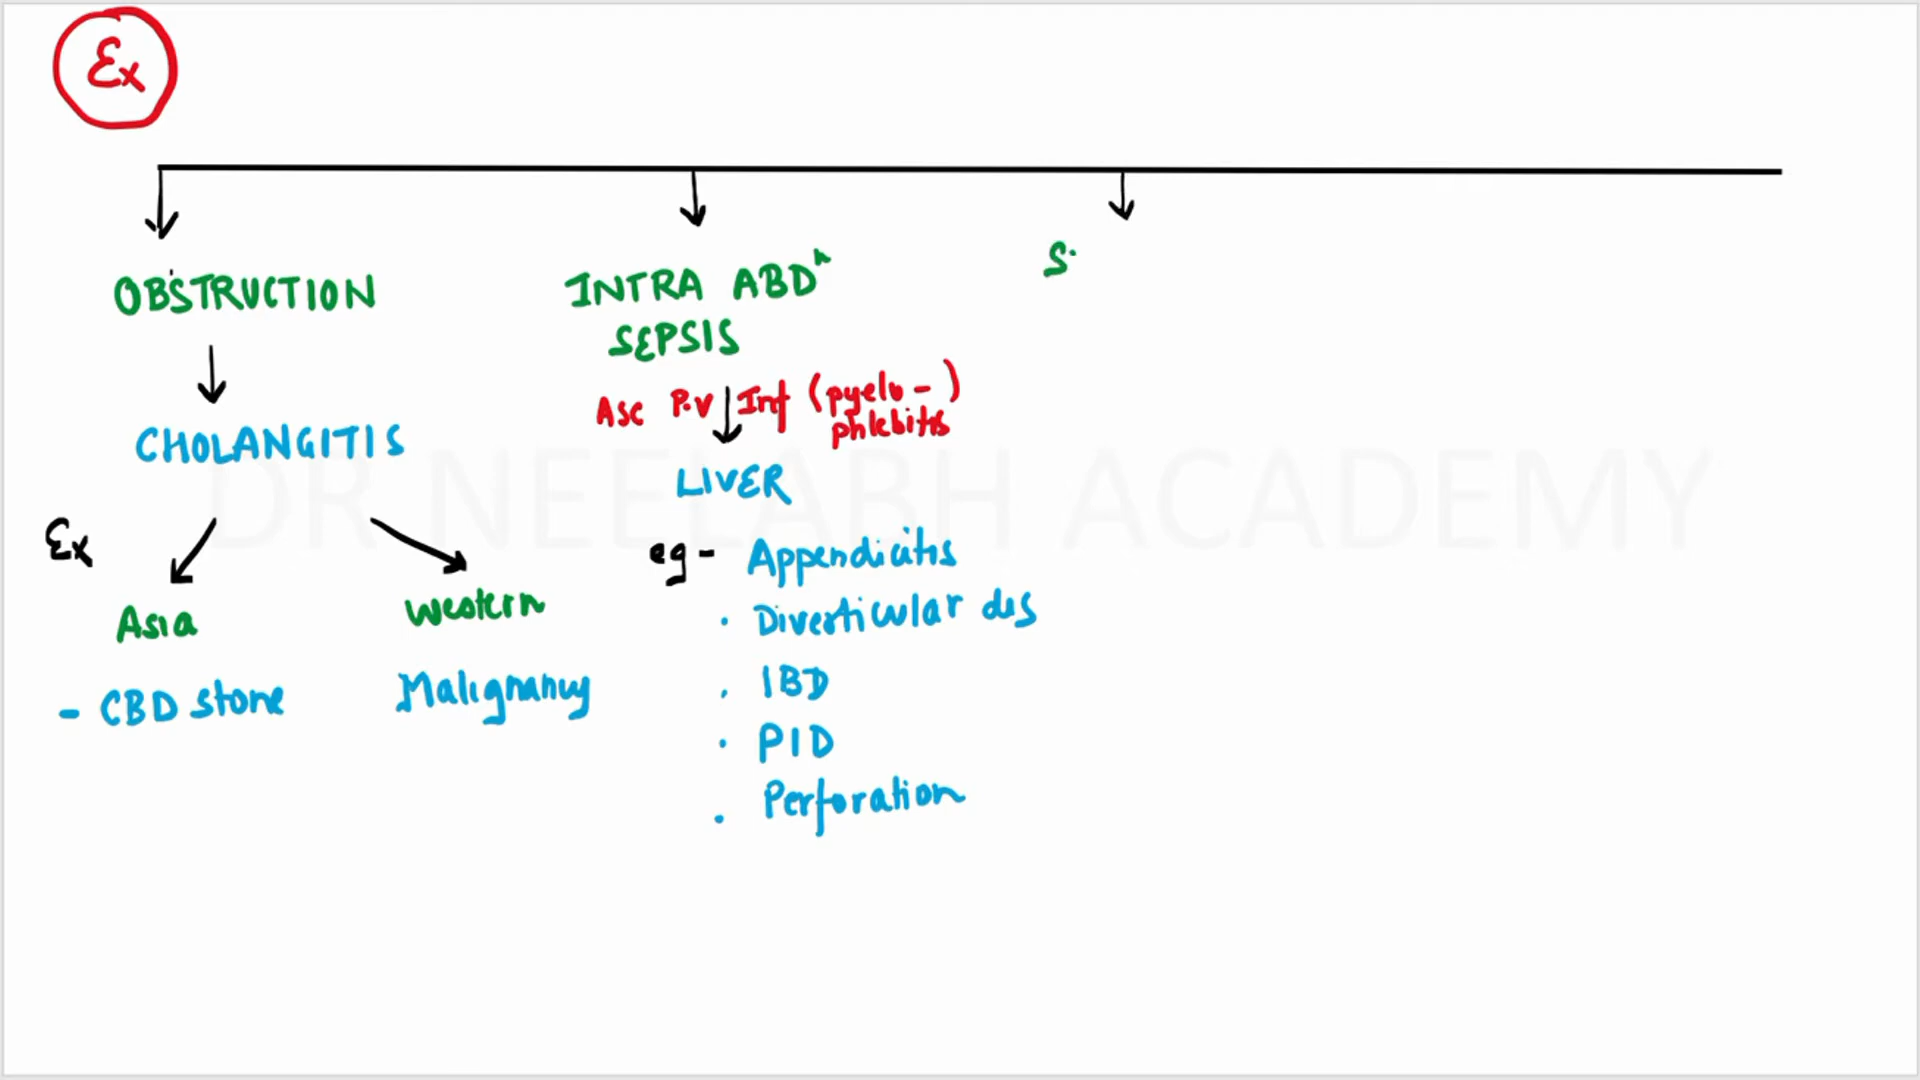 Ex
OBSTRUCTION
CHOLANGITIS
Ex
Asia
Western
- CBD stone
Malignancy
INTRA ABDⁿ
SEPSIS
Asc P.V Inf (pyelo-
phlebitis)
LIVER
eg - Appendicitis
. Diverticular dis
. IBD
. PID
. Perforation
S.
DR NEELABH ACADEMY